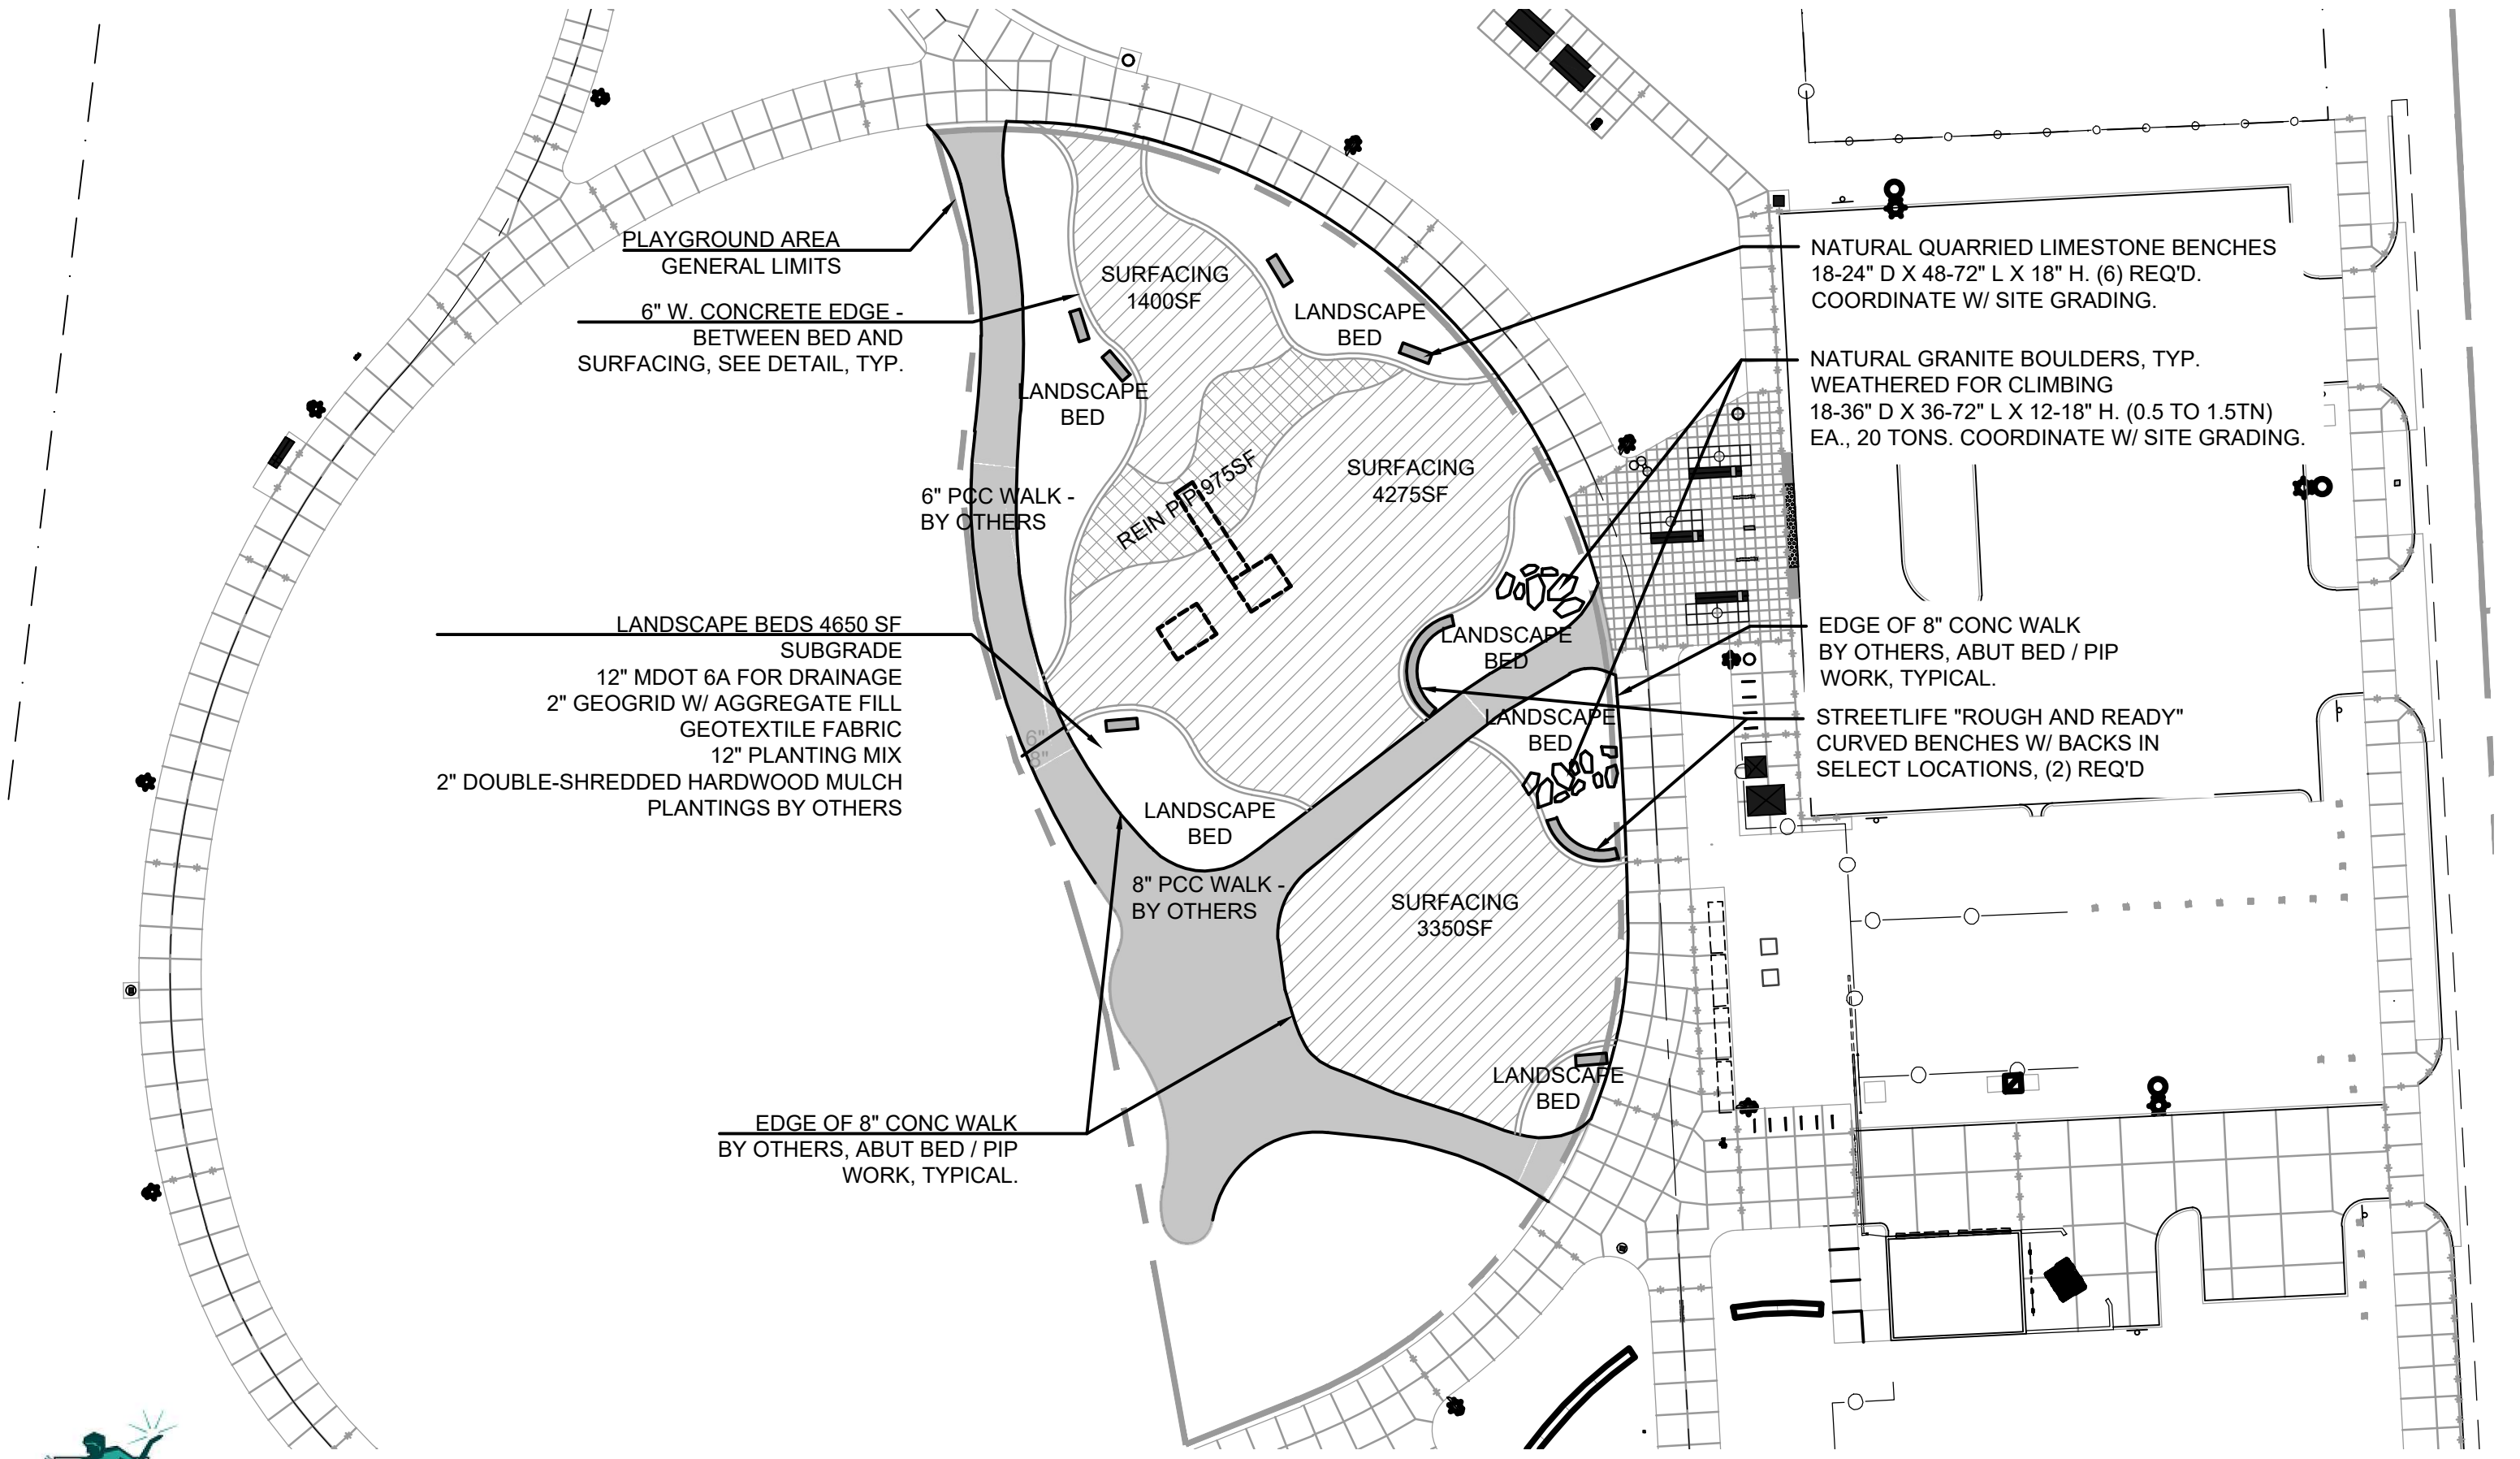 PLAYGROUND AREA
GENERAL LIMITS
6" W. CONCRETE EDGE -
BETWEEN BED AND
SURFACING, SEE DETAIL, TYP.
SURFACING
1400SF
LANDSCAPE
BED
LANDSCAPE
BED
NATURAL QUARRIED LIMESTONE BENCHES
18-24" D X 48-72" L X 18" H. (6) REQ'D.
COORDINATE W/ SITE GRADING.
NATURAL GRANITE BOULDERS, TYP.
WEATHERED FOR CLIMBING
18-36" D X 36-72" L X 12-18" H. (0.5 TO 1.5TN)
EA., 20 TONS. COORDINATE W/ SITE GRADING.
6" PCC WALK -
BY OTHERS
REIN PIP 975SF
SURFACING
4275SF
LANDSCAPE BEDS 4650 SF
SUBGRADE
12" MDOT 6A FOR DRAINAGE
2" GEOGRID W/ AGGREGATE FILL
GEOTEXTILE FABRIC
12" PLANTING MIX
2" DOUBLE-SHREDDED HARDWOOD MULCH
PLANTINGS BY OTHERS
6"
8"
LANDSCAPE
BED
LANDSCAPE
BED
LANDSCAPE
BED
EDGE OF 8" CONC WALK
BY OTHERS, ABUT BED / PIP
WORK, TYPICAL.
STREETLIFE "ROUGH AND READY"
CURVED BENCHES W/ BACKS IN
SELECT LOCATIONS, (2) REQ'D
8" PCC WALK -
BY OTHERS
SURFACING
3350SF
LANDSCAPE
BED
EDGE OF 8" CONC WALK
BY OTHERS, ABUT BED / PIP
WORK, TYPICAL.